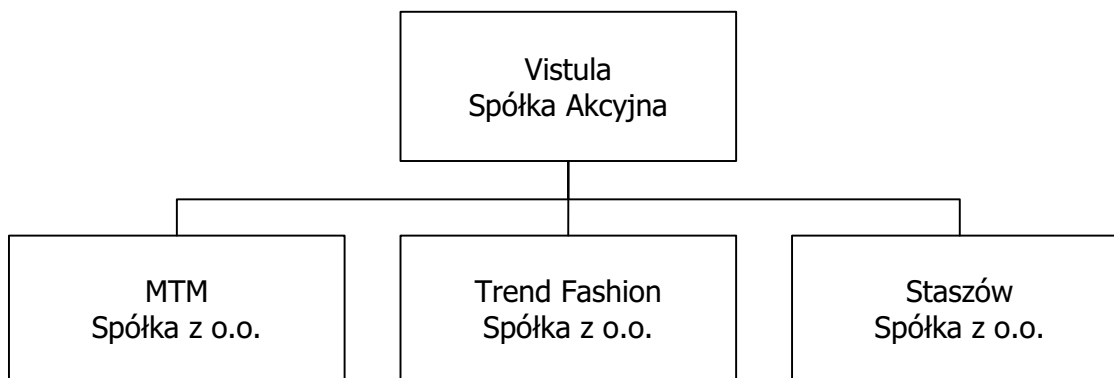 Vistula
Spółka Akcyjna
MTM
Spółka z o.o.
Trend Fashion
Spółka z o.o.
Staszów
Spółka z o.o.